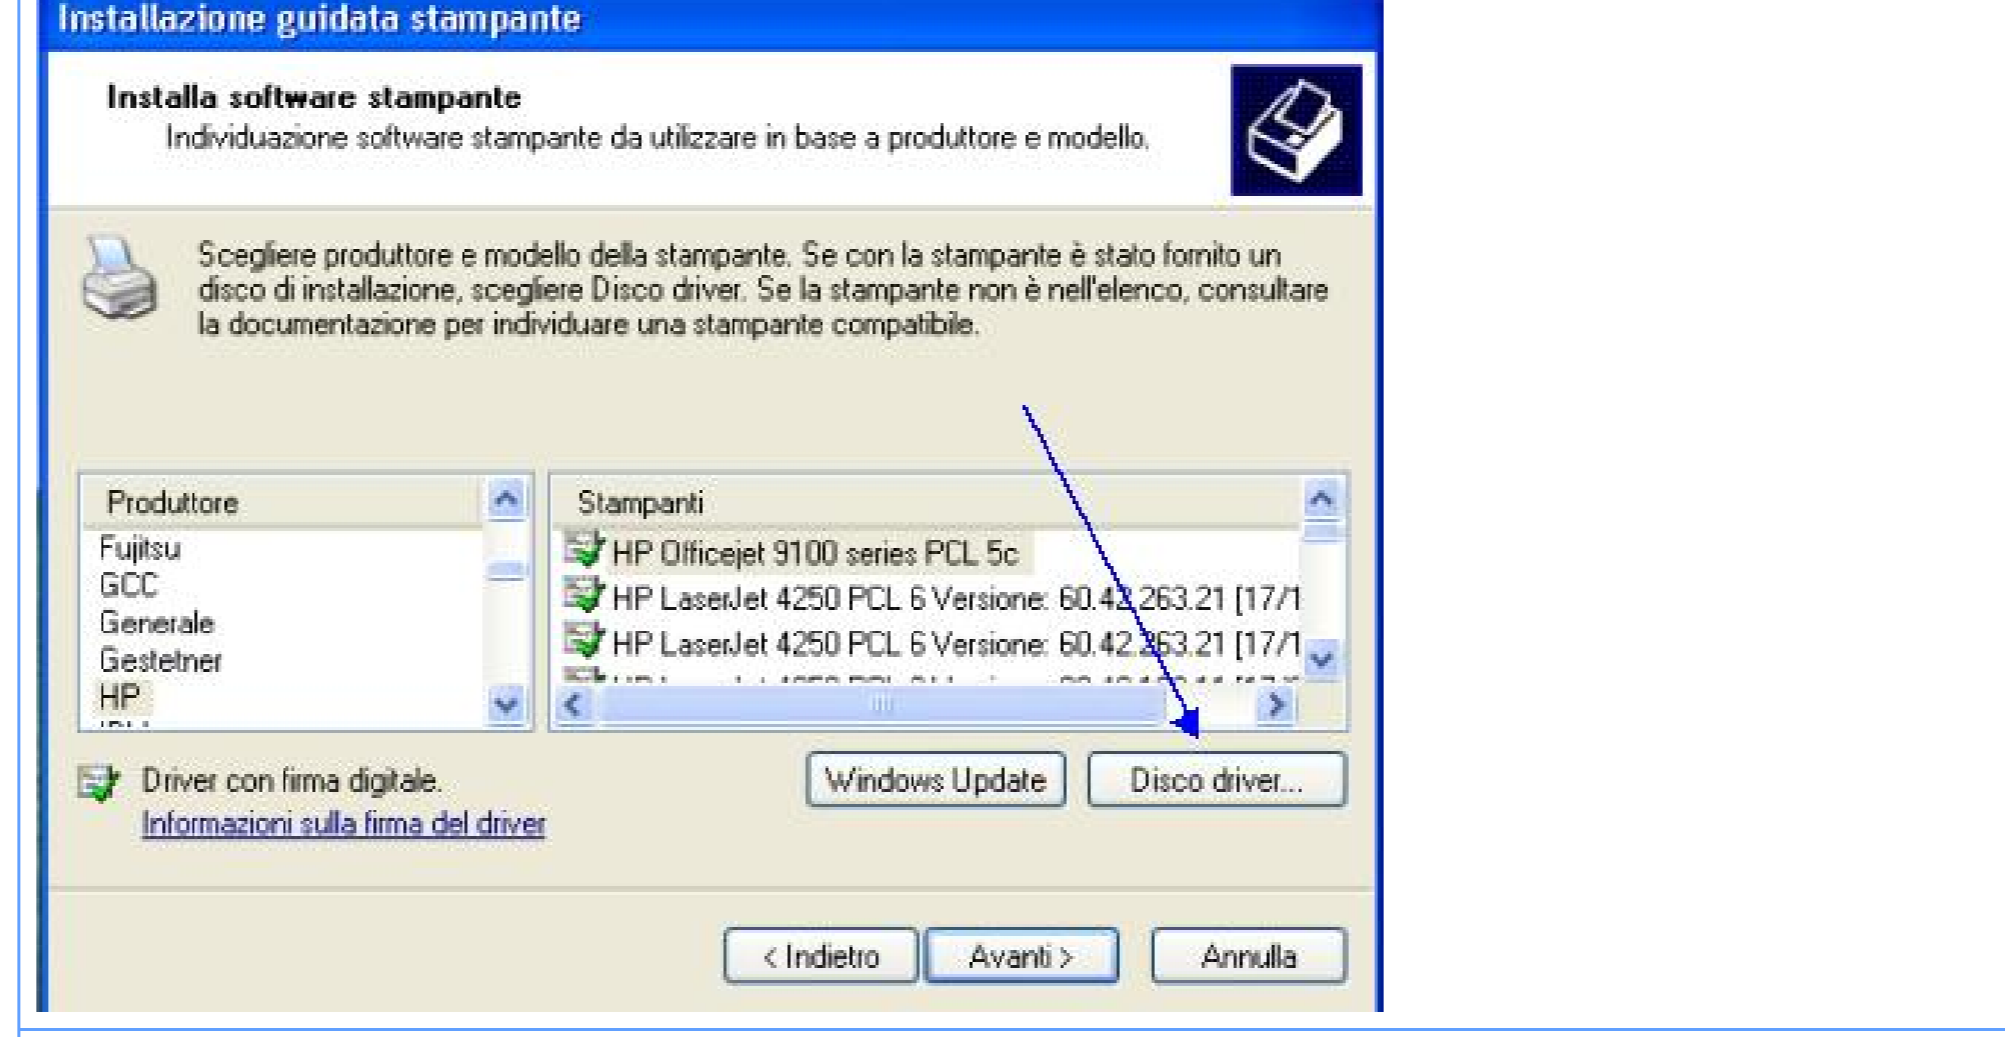 Installazione guidata stampante
Installa software stampante
Individuazione software stampante da utilizzare in base a produttore e modello.
Scegliere produttore e modello della stampante. Se con la stampante è stato fornito un
disco di installazione, scegliere Disco driver. Se la stampante non è nell'elenco, consultare
la documentazione per individuare una stampante compatibile.
Produttore
Fujitsu
GCC
Generale
Gestetner
HP
Stampanti
HP Officejet 9100 series PCL 5c
HP LaserJet 4250 PCL 6 Versione: 60.42.263.21 [17/1
HP LaserJet 4250 PCL 6 Versione: 60.42.263.21 [17/1
Driver con firma digitale.
Informazioni sulla firma del driver
Windows Update
Disco driver...
< Indietro
Avanti >
Annulla